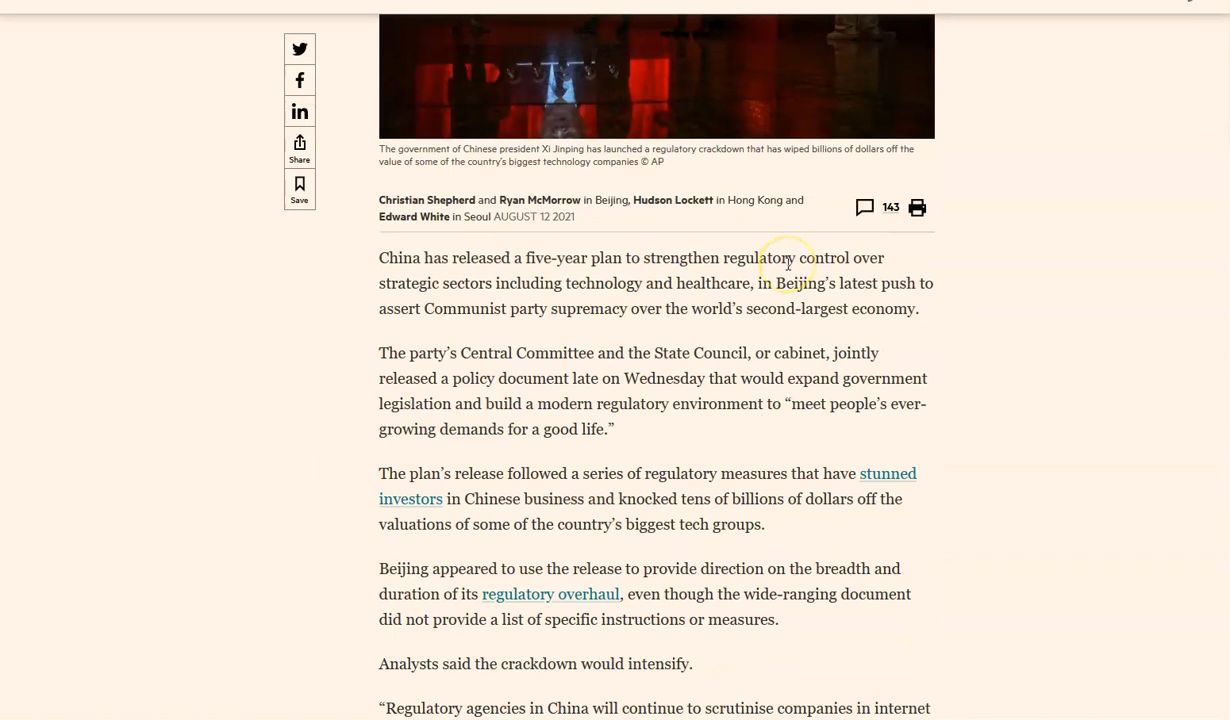 Share
Save
The government of Chinese president Xi Jinping has launched a regulatory crackdown that has wiped billions of dollars off the
value of some of the country's biggest technology companies © AP
Christian Shepherd and Ryan McMorrow in Beijing, Hudson Lockett in Hong Kong and
Edward White in Seoul AUGUST 12 2021
143
China has released a five-year plan to strengthen regulatory control over
strategic sectors including technology and healthcare, in Beijing's latest push to
assert Communist party supremacy over the world's second-largest economy.
The party's Central Committee and the State Council, or cabinet, jointly
released a policy document late on Wednesday that would expand government
legislation and build a modern regulatory environment to “meet people's ever-
growing demands for a good life.”
The plan's release followed a series of regulatory measures that have stunned
investors in Chinese business and knocked tens of billions of dollars off the
valuations of some of the country's biggest tech groups.
Beijing appeared to use the release to provide direction on the breadth and
duration of its regulatory overhaul, even though the wide-ranging document
did not provide a list of specific instructions or measures.
Analysts said the crackdown would intensify.
“Regulatory agencies in China will continue to scrutinise companies in internet